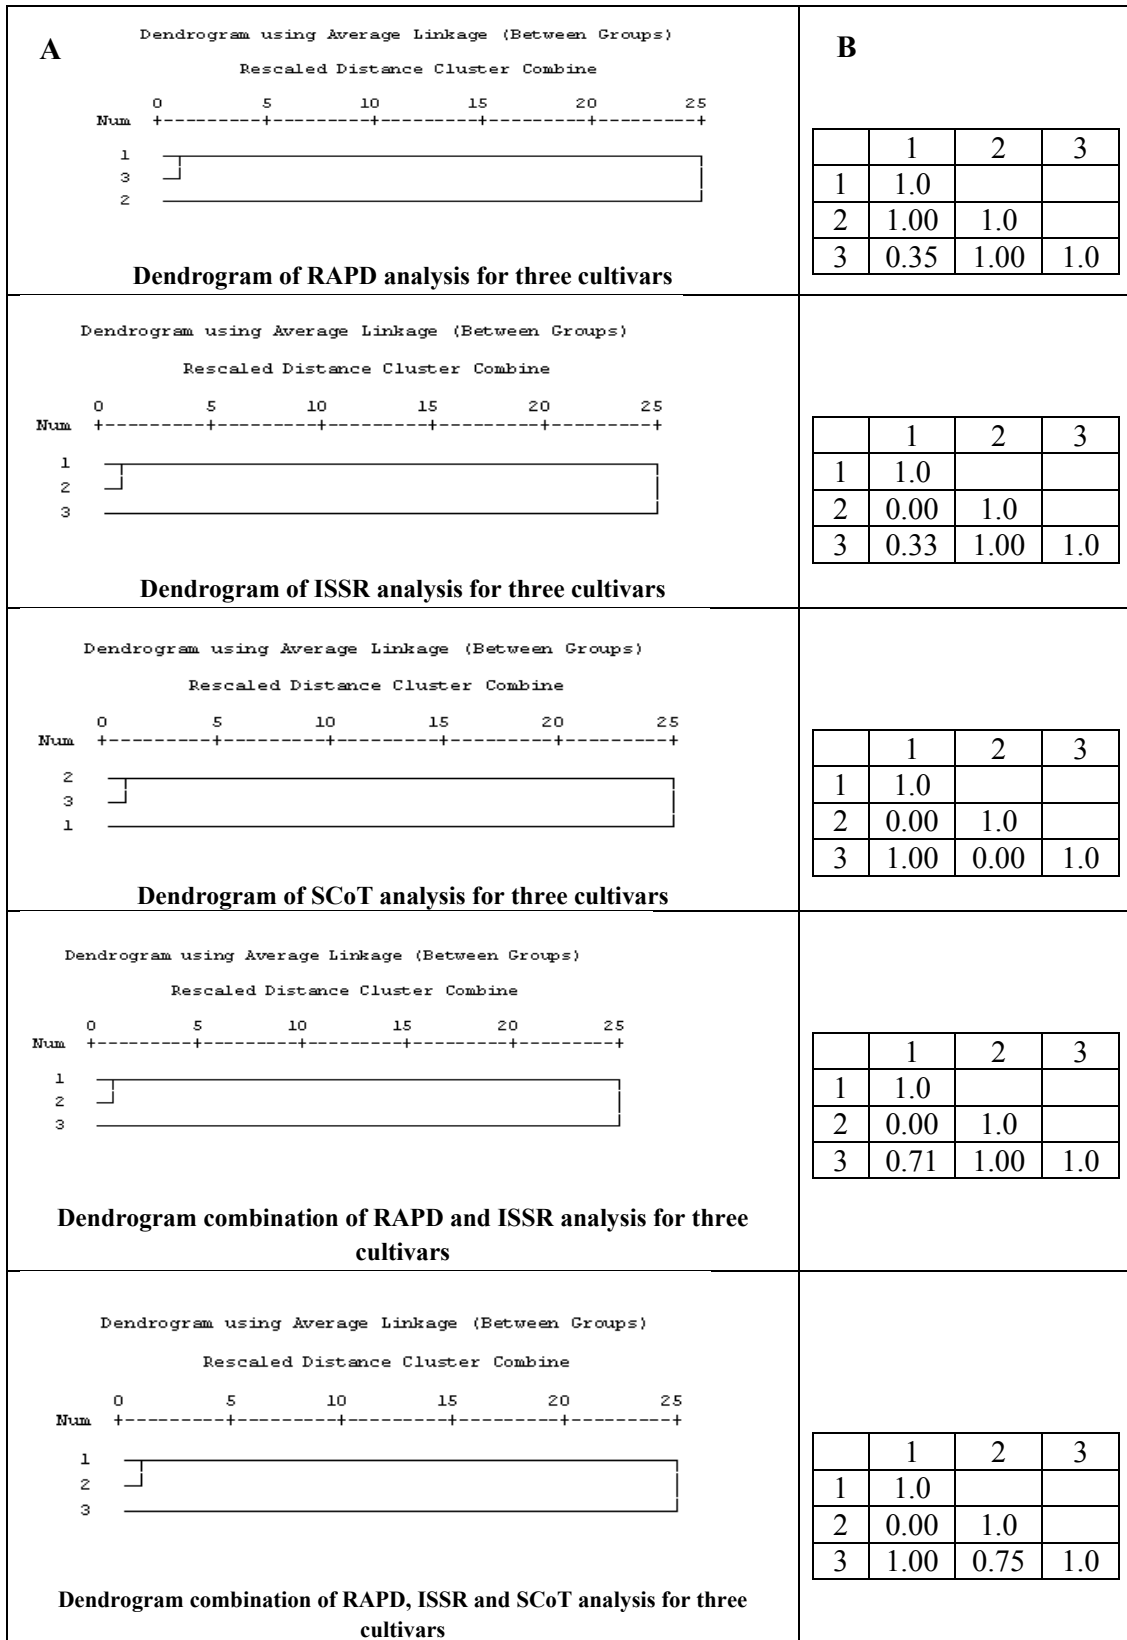 A
B
Dendrogram using Average Linkage (Between Groups)
Rescaled Distance Cluster Combine
0 5 10 15 20 25
Num +---------+---------+---------+---------+---------+
1
3
2
Dendrogram of RAPD analysis for three cultivars
1 2 3
1 1.0
2 1.00 1.0
3 0.35 1.00 1.0
Dendrogram using Average Linkage (Between Groups)
Rescaled Distance Cluster Combine
0 5 10 15 20 25
Num +---------+---------+---------+---------+---------+
1
2
3
Dendrogram of ISSR analysis for three cultivars
1 2 3
1 1.0
2 0.00 1.0
3 0.33 1.00 1.0
Dendrogram using Average Linkage (Between Groups)
Rescaled Distance Cluster Combine
0 5 10 15 20 25
Num +---------+---------+---------+---------+---------+
2
3
1
Dendrogram of SCoT analysis for three cultivars
1 2 3
1 1.0
2 0.00 1.0
3 1.00 0.00 1.0
Dendrogram using Average Linkage (Between Groups)
Rescaled Distance Cluster Combine
0 5 10 15 20 25
Num +---------+---------+---------+---------+---------+
1
2
3
Dendrogram combination of RAPD and ISSR analysis for three
cultivars
1 2 3
1 1.0
2 0.00 1.0
3 0.71 1.00 1.0
Dendrogram using Average Linkage (Between Groups)
Rescaled Distance Cluster Combine
0 5 10 15 20 25
Num +---------+---------+---------+---------+---------+
1
2
3
Dendrogram combination of RAPD, ISSR and SCoT analysis for three
cultivars
1 2 3
1 1.0
2 0.00 1.0
3 1.00 0.75 1.0